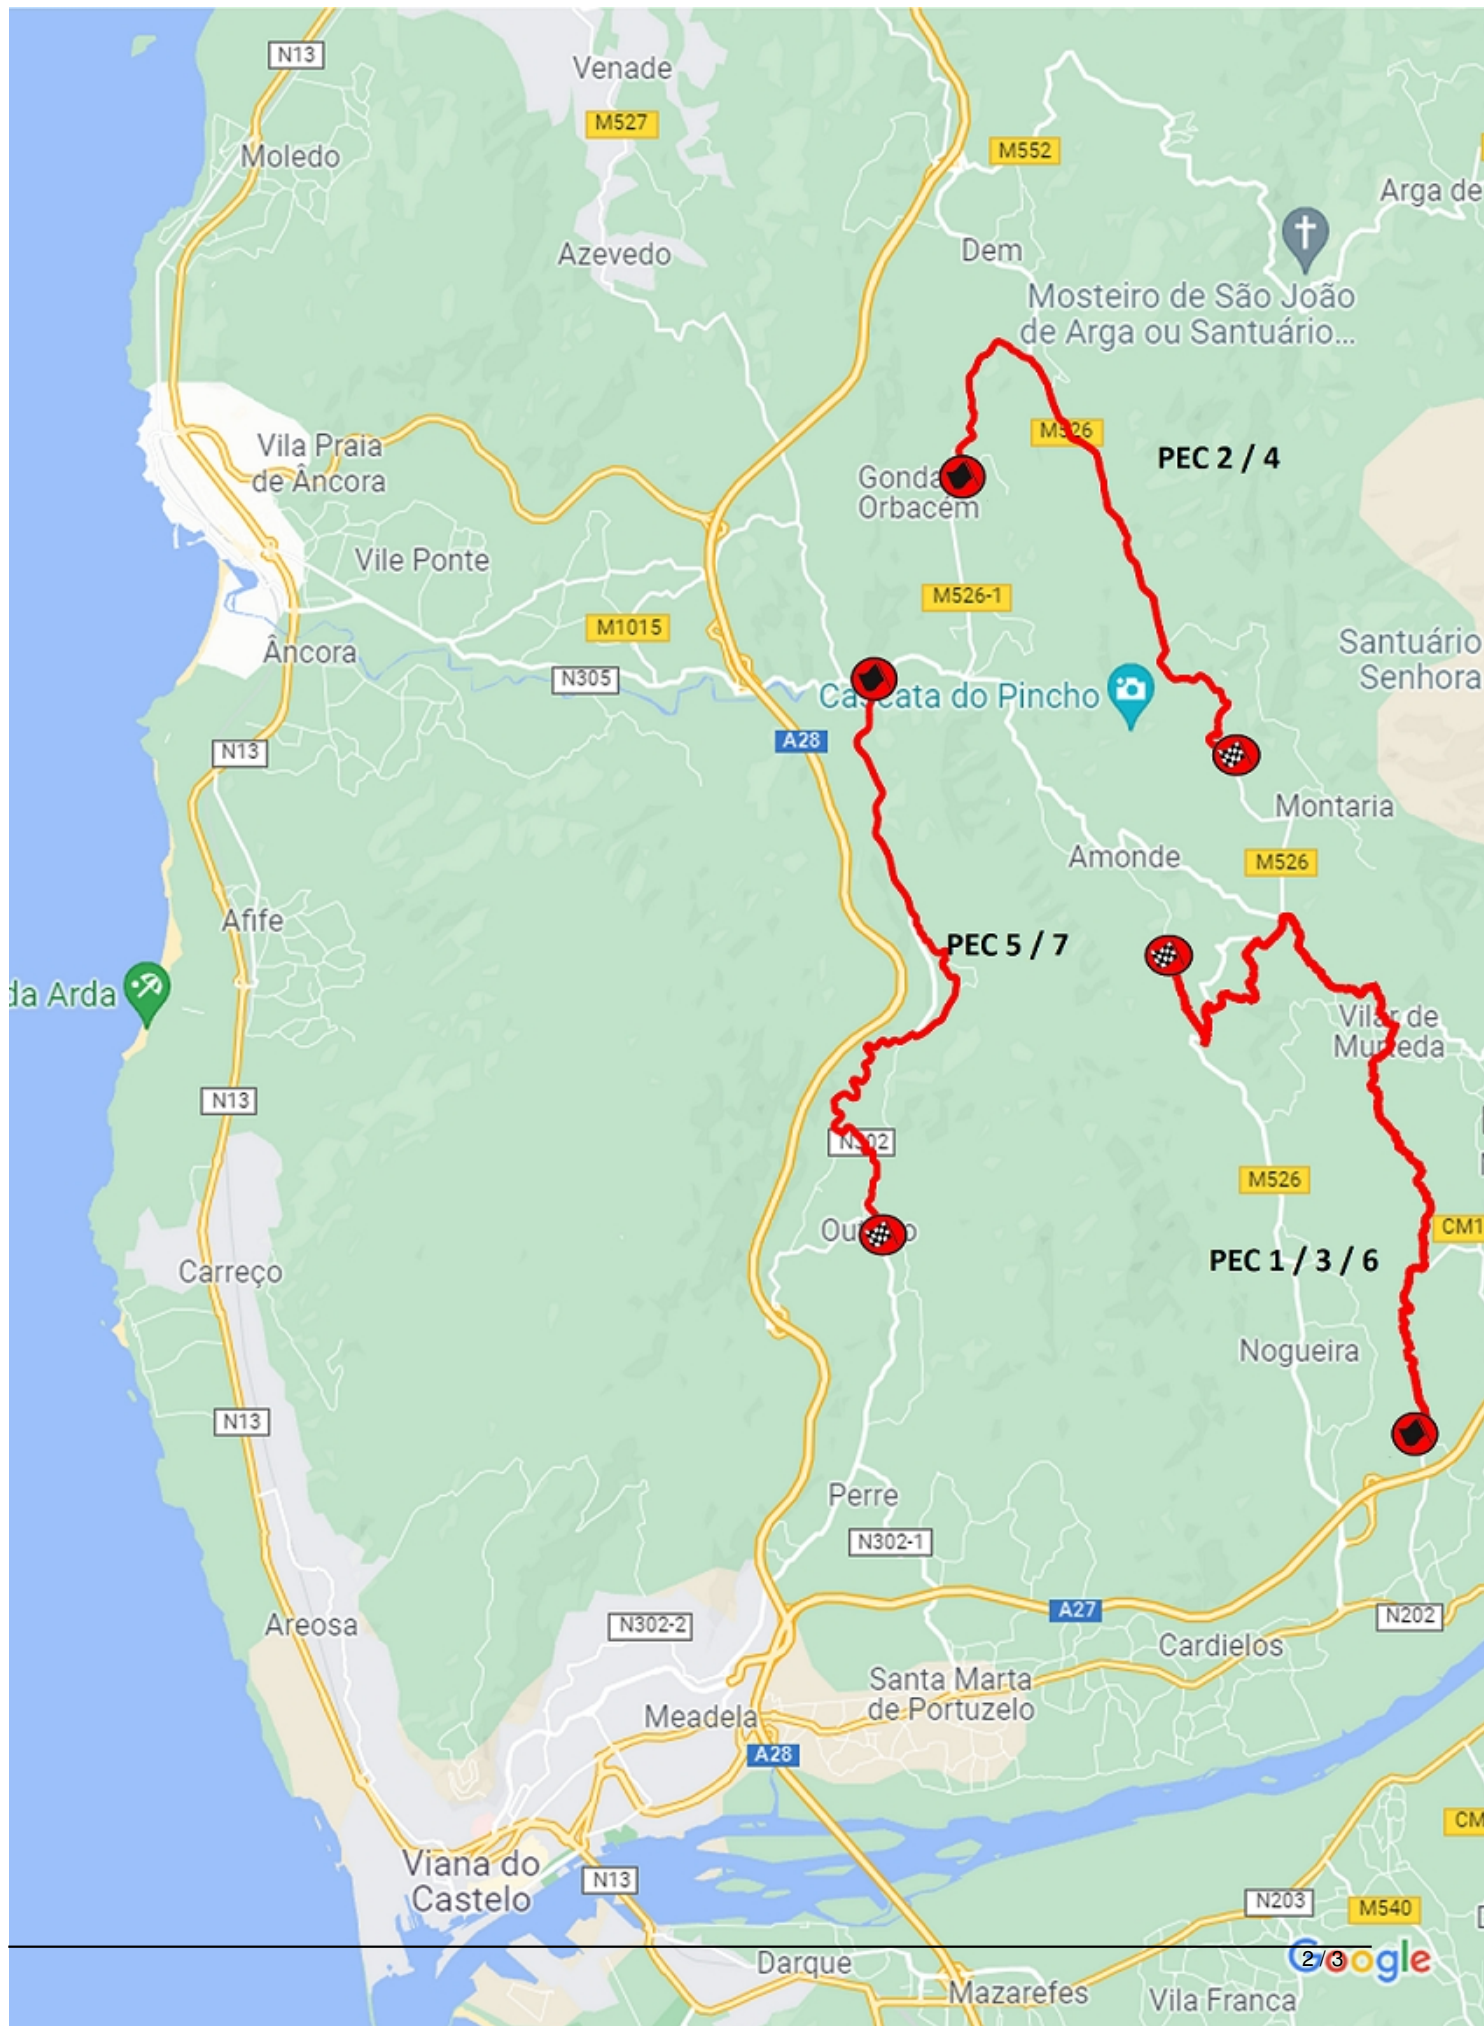 N13
Venade
M527
M552
Moledo
Arga de
Dem
Azevedo
Mosteiro de São João
de Arga ou Santuário...
M526
Vila Praia
de Âncora
PEC 2 / 4
Gonda
Orbacém
Vile Ponte
M526-1
M1015
Santuário
Senhora
Âncora
N305
Cascata do Pincho
A28
N13
Montaria
Amonde
M526
Afife
PEC 5 / 7
da Arda
Vilar de
Murteda
N13
N302
M526
Outeiro
CM1
PEC 1 / 3 / 6
Carreço
Nogueira
N13
Perre
N302-1
A27
N202
Areosa
N302-2
Cardielos
Santa Marta
de Portuzelo
Meadela
A28
CM
Viana do
Castelo
N13
N203
M540
Darque
2/3
Google
Mazarefes
Vila Franca